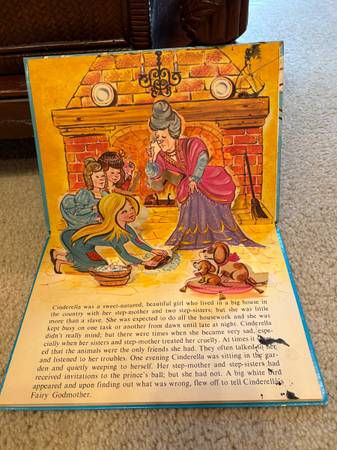 Cinderella was a sweet-natured, beautiful girl who lived in a big house in
the country with her step-mother and two step-sisters; but she was little
more than a slave. She was expected to do all the housework and she was
kept busy on one task or another from dawn until late at night. Cinderella
didn't really mind; but there were times when she became very sad, espe-
cially when her sisters and step-mother treated her cruelly. At times it
ed that the animals were the only friends she had. They often talked to her
and listened to her troubles. One evening Cinderella was sitting in the gar-
den and quietly weeping to herself. Her step-mother and step-sisters had
received invitations to the prince's ball; but she had not. A big white bird
appeared and upon finding out what was wrong, flew off to tell Cinderella's
Fairy Godmother.